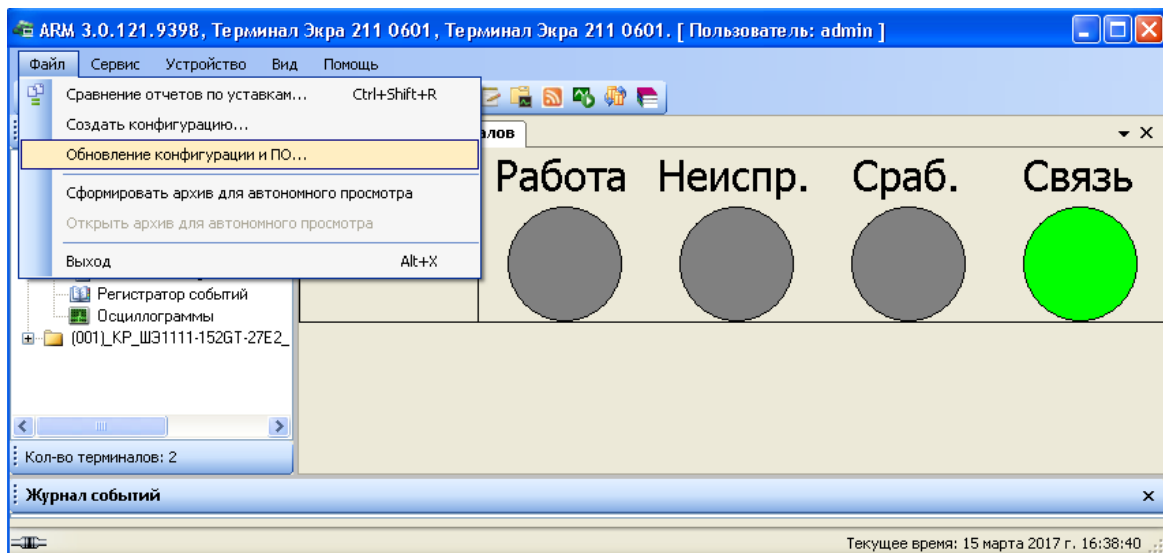 ARM 3.0.121.9398, Терминал Экра 211 0601, Терминал Экра 211 0601. [ Пользователь: admin ]
Файл Сервис Устройство Вид Помощь
Сравнение отчетов по уставкам... Ctrl+Shift+R
Создать конфигурацию...
Обновление конфигурации и ПО...
Сформировать архив для автономного просмотра
Открыть архив для автономного просмотра
Выход Alt+X
Работа Неиспр. Сраб. Связь
Регистратор событий
Осциллограммы
(001)_КР_ШЭ1111-152GT-27E2_
Кол-во терминалов: 2
Журнал событий
Текущее время: 15 марта 2017 г. 16:38:40